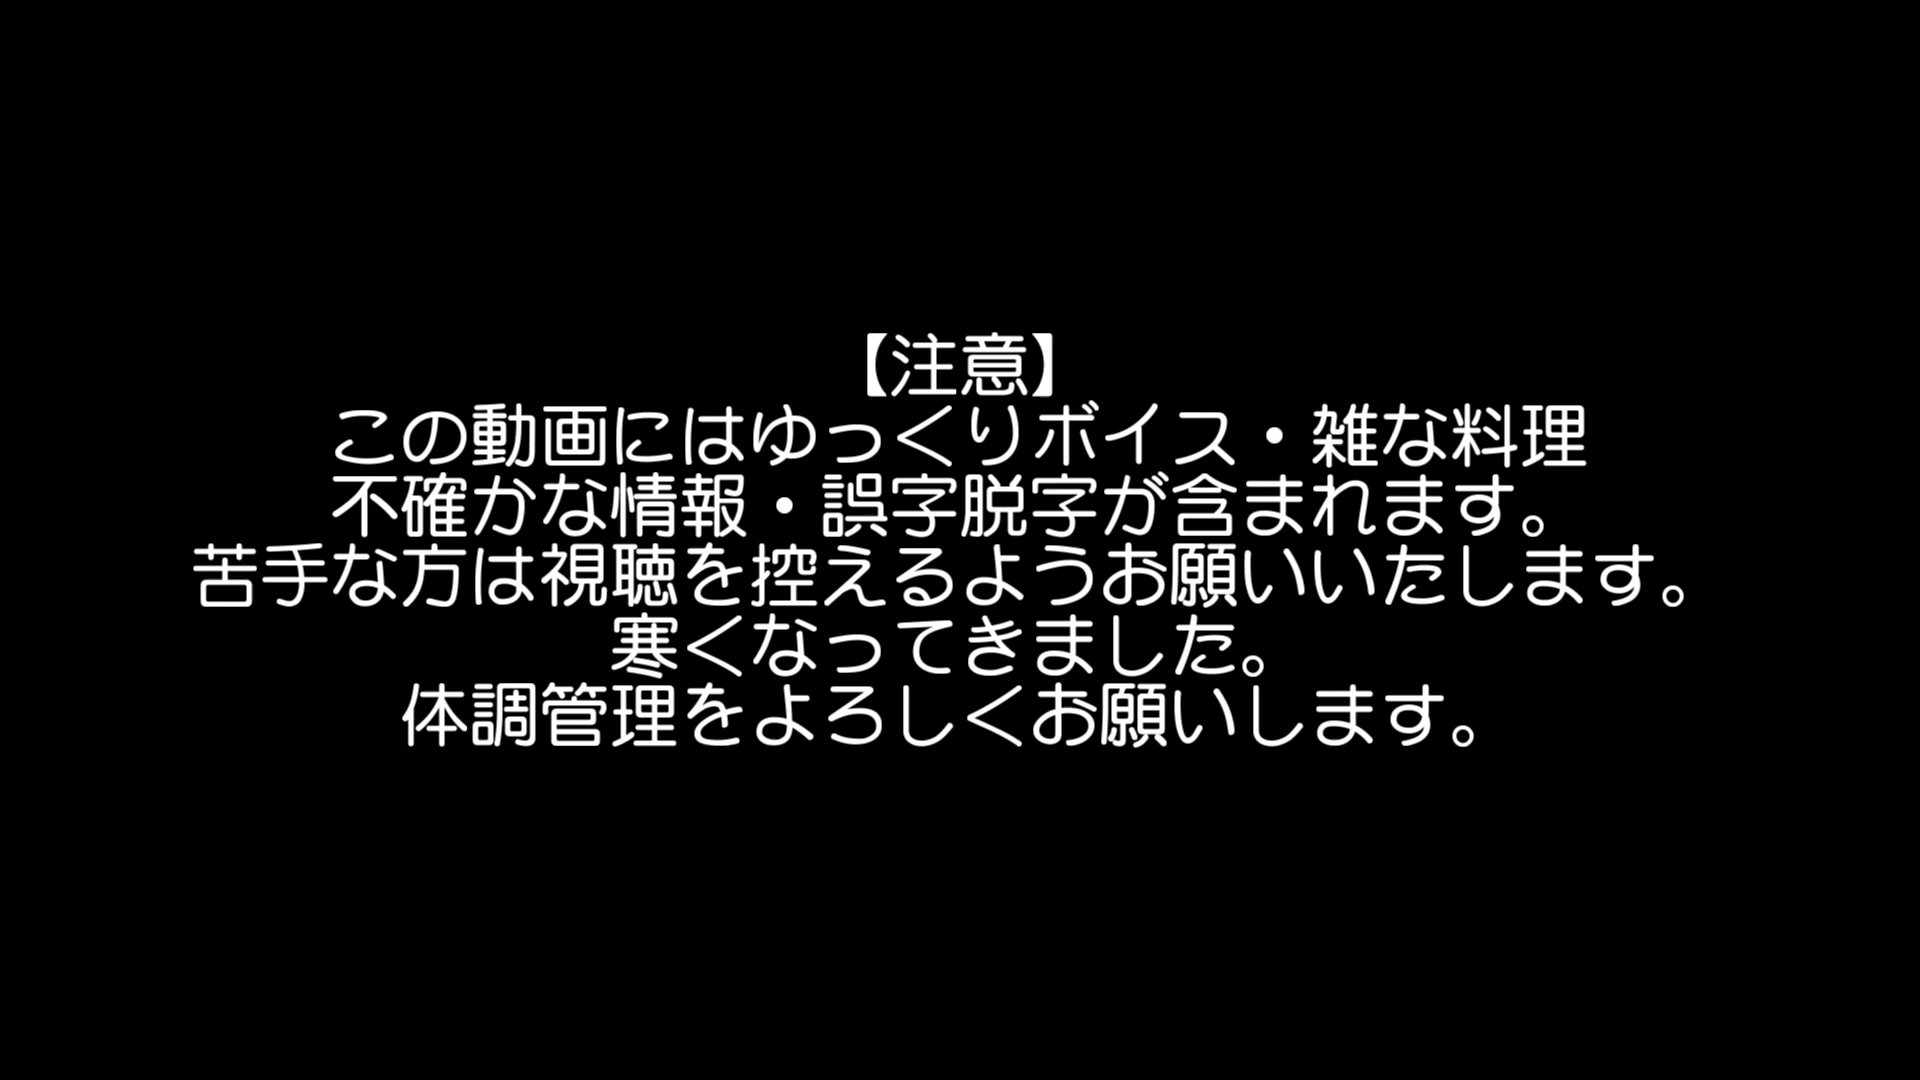 【注意】
この動画にはゆっくりボイス・雑な料理
不確かな情報・誤字脱字が含まれます。
苦手な方は視聴を控えるようお願いいたします。
寒くなってきました。
体調管理をよろしくお願いします。